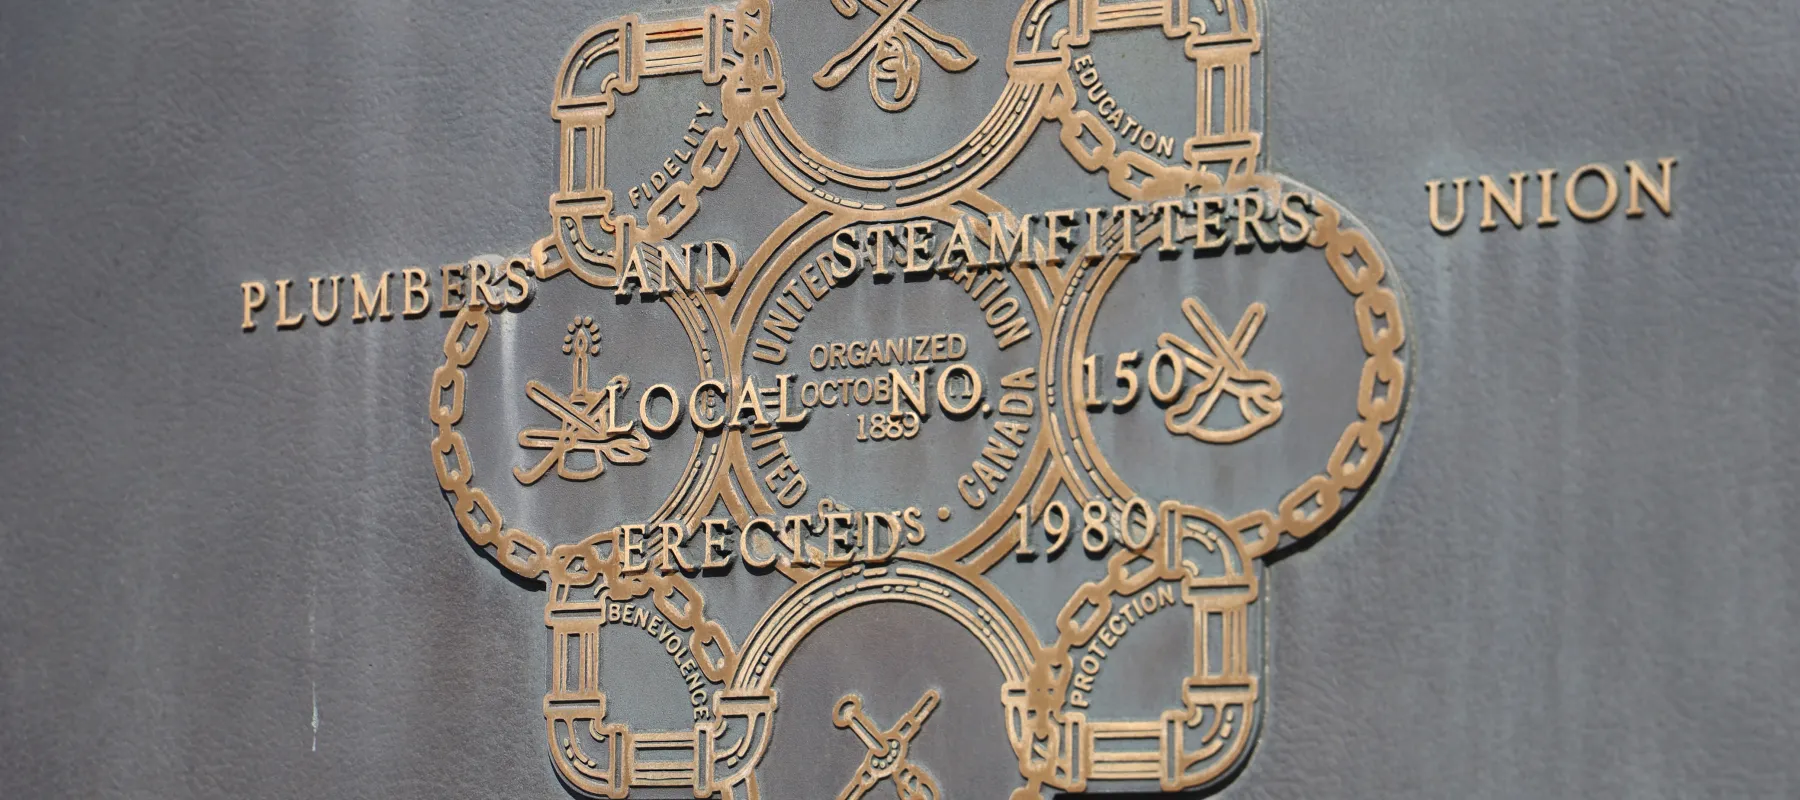 FIDELITY
EDUCATION
PLUMBERS AND STEAMFITTERS UNION
ORGANIZED
1889
CANADA
LOCAL NO. 150
ERECTED 1980
BENEVOLENCE
PROTECTION